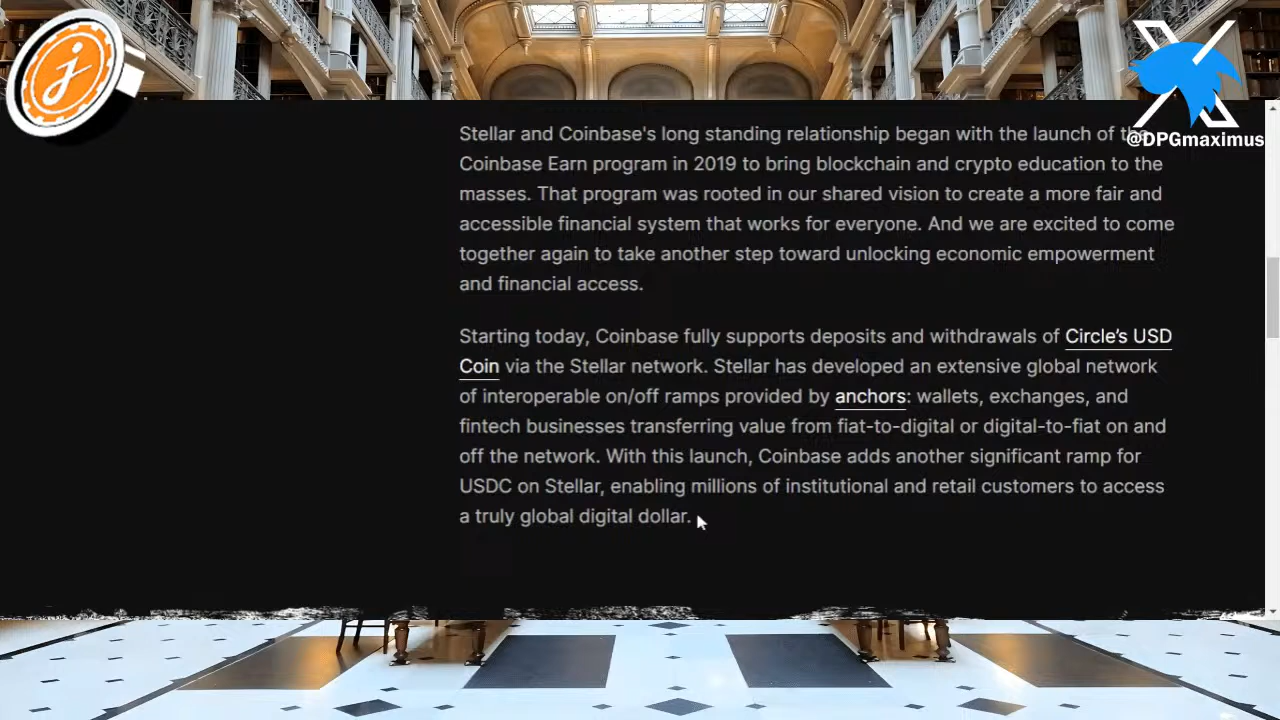 @DPGmaximus
Stellar and Coinbase's long standing relationship began with the launch of the
Coinbase Earn program in 2019 to bring blockchain and crypto education to the
masses. That program was rooted in our shared vision to create a more fair and
accessible financial system that works for everyone. And we are excited to come
together again to take another step toward unlocking economic empowerment
and financial access.
Starting today, Coinbase fully supports deposits and withdrawals of Circle’s USD
Coin via the Stellar network. Stellar has developed an extensive global network
of interoperable on/off ramps provided by anchors: wallets, exchanges, and
fintech businesses transferring value from fiat-to-digital or digital-to-fiat on and
off the network. With this launch, Coinbase adds another significant ramp for
USDC on Stellar, enabling millions of institutional and retail customers to access
a truly global digital dollar.